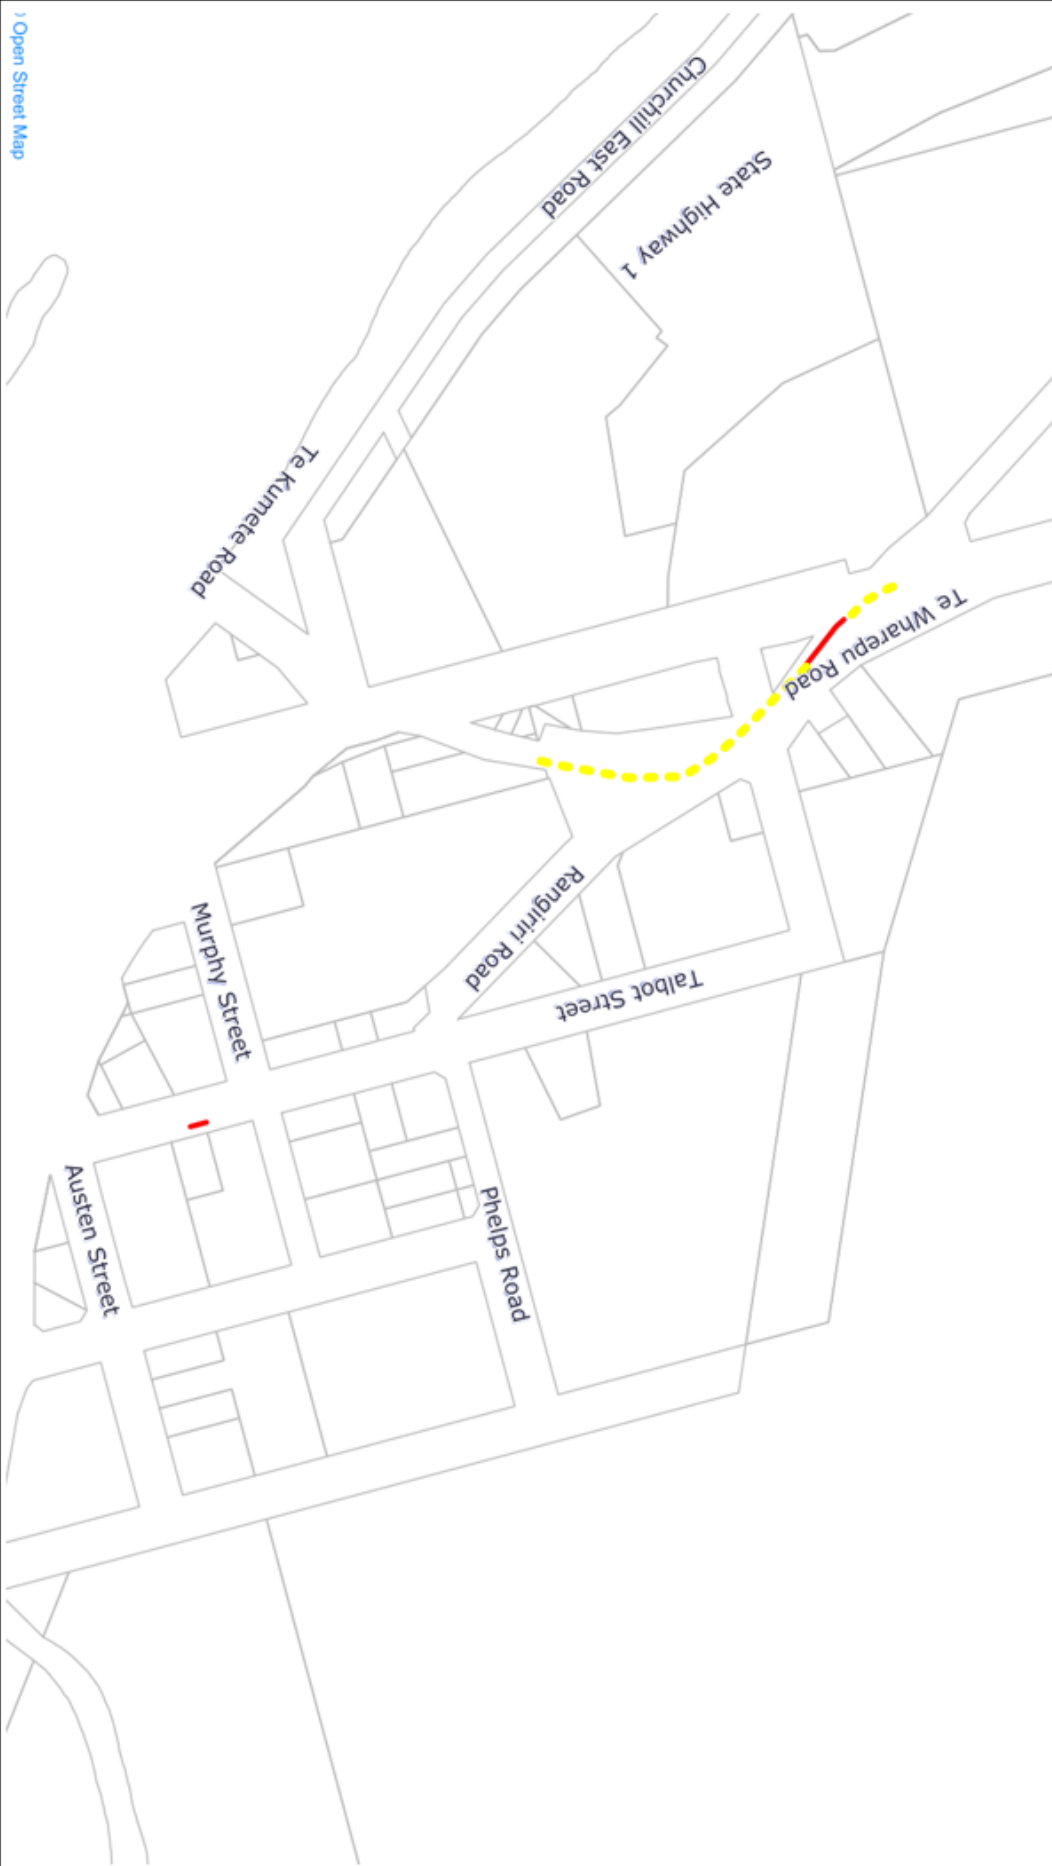 ) Open Street Map
Churchill East Road
State Highway 1
Te Kumete Road
Te Wharepu Road
Rangiriri Road
Murphy Street
Talbot Street
Austen Street
Phelps Road